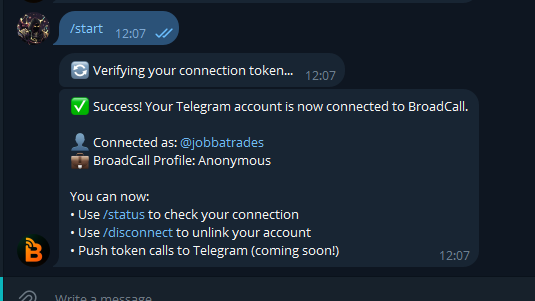 /start 12:07
Verifying your connection token... 12:07
Success! Your Telegram account is now connected to BroadCall.
Connected as: @jobbatrades
BroadCall Profile: Anonymous
You can now:
• Use /status to check your connection
• Use /disconnect to unlink your account
• Push token calls to Telegram (coming soon!)
12:07
B
Write a message...